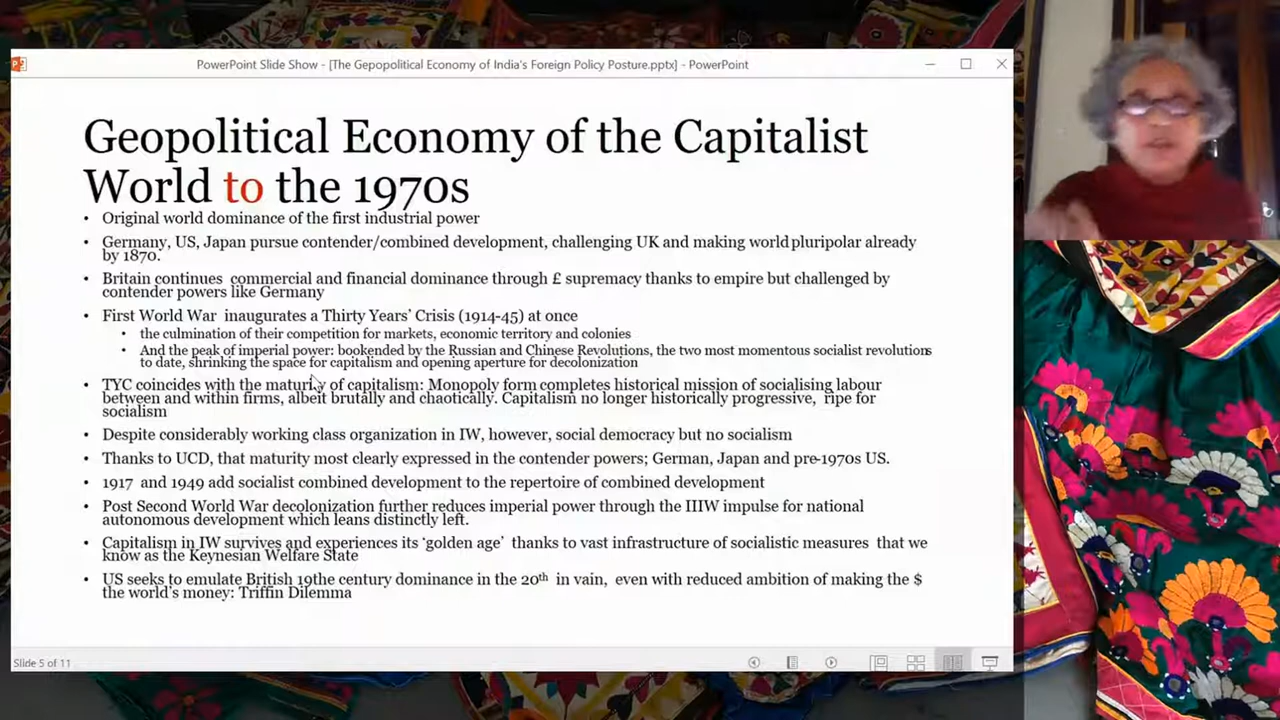 PowerPoint Slide Show - [The Gepopolitical Economy of India's Foreign Policy Posture.pptx] - PowerPoint
Geopolitical Economy of the Capitalist
World to the 1970s
• Original world dominance of the first industrial power
• Germany, US, Japan pursue contender/combined development, challenging UK and making world pluripolar already
by 1870.
• Britain continues commercial and financial dominance through £ supremacy thanks to empire but challenged by
contender powers like Germany
• First World War inaugurates a Thirty Years' Crisis (1914-45) at once
• the culmination of their competition for markets, economic territory and colonies
• And the peak of imperial power: bookended by the Russian and Chinese Revolutions, the two most momentous socialist revolutions
to date, shrinking the space for capitalism and opening aperture for decolonization
• TYC coincides with the maturity of capitalism: Monopoly form completes historical mission of socialising labour
between and within firms, albeit brutally and chaotically. Capitalism no longer historically progressive, ripe for
socialism
• Despite considerably working class organization in IW, however, social democracy but no socialism
• Thanks to UCD, that maturity most clearly expressed in the contender powers; German, Japan and pre-1970s US.
• 1917 and 1949 add socialist combined development to the repertoire of combined development
• Post Second World War decolonization further reduces imperial power through the IIIW impulse for national
autonomous development which leans distinctly left.
• Capitalism in IW survives and experiences its 'golden age' thanks to vast infrastructure of socialistic measures that we
know as the Keynesian Welfare State
• US seeks to emulate British 19the century dominance in the 20th in vain, even with reduced ambition of making the $
the world's money: Triffin Dilemma
Slide 5 of 11